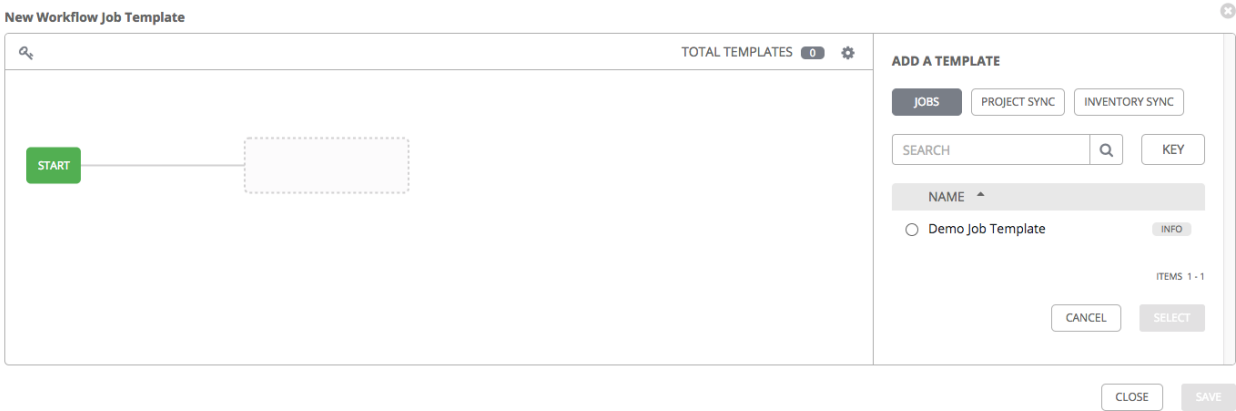 New Workflow Job Template
TOTAL TEMPLATES 0
START
ADD A TEMPLATE
JOBS PROJECT SYNC INVENTORY SYNC
SEARCH KEY
NAME
Demo Job Template INFO
ITEMS 1 - 1
CANCEL SELECT
CLOSE SAVE